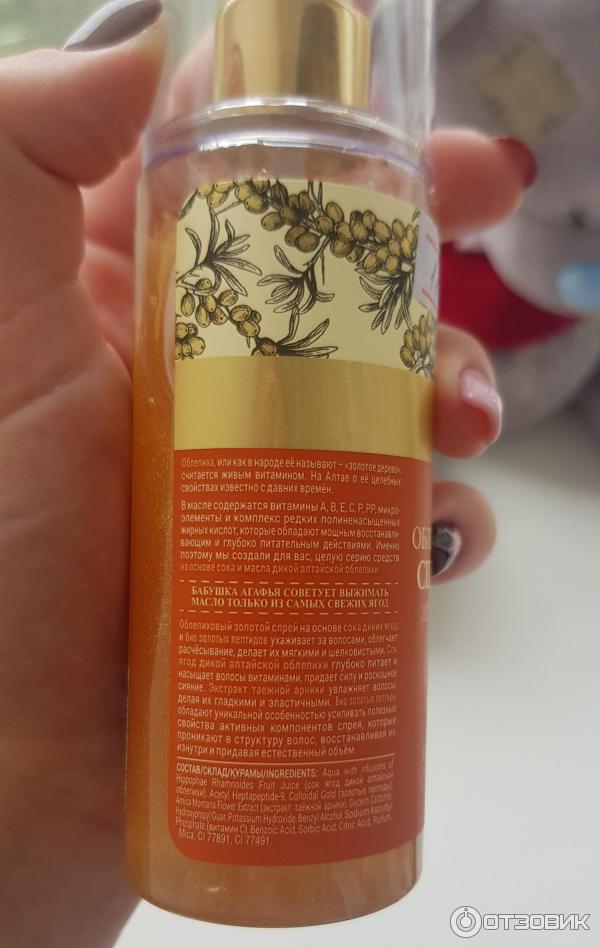 Облепиха, или как в народе её называют – «золотое дерево»,
считается живым витамином. На Алтае о её целебных
свойствах известно с давних времён.
В масле содержатся витамины А, В, Е, С, Р, РР, микро-
элементы и комплекс редких полиненасыщенных
жирных кислот, которые обладают мощным восстанавли-
вающим и глубоко питательным действиями. Именно
поэтому мы создали для вас, целую серию средств
на основе сока и масла дикой алтайской облепихи.
БАБУШКА АГАФЬЯ СОВЕТУЕТ ВЫЖИМАТЬ
МАСЛО ТОЛЬКО ИЗ САМЫХ СВЕЖИХ ЯГОД
Облепиховый золотой спрей на основе сока диких ягод
и био золотых пептидов ухаживает за волосами, облегчает
расчёсывание, делает их мягкими и шелковистыми. Сок
ягод дикой алтайской облепихи глубоко питает и
насыщает волосы витаминами, придает силу и роскошное
сияние. Экстракт таежной арники увлажняет волосы,
делая их гладкими и эластичными. Био золотые пептиды
обладают уникальной особенностью усиливать полезные
свойства активных компонентов спрея, которые
проникают в структуру волос, восстанавливая их
изнутри и придавая естественный объём.
СОСТАВ/СКЛАД/ҚҰРАМЫ/INGREDIENTS: Aqua with infusions of
Hippophae Rhamnoides Fruit Juice (сок ягод дикой алтайской
облепихи), Acetyl Heptapeptide-9, Colloidal Gold (золотые пептиды),
Arnica Montana Flower Extract (экстракт таёжной арники), Glycerin, Carbomer,
Hydroxypropyl Guar, Potassium Hydroxide, Benzyl Alcohol, Sodium Ascorbyl
Phosphate (витамин С), Benzoic Acid, Sorbic Acid, Citric Acid, Parfum,
Mica, CI 77891, CI 77491.
ОТЗОВИК